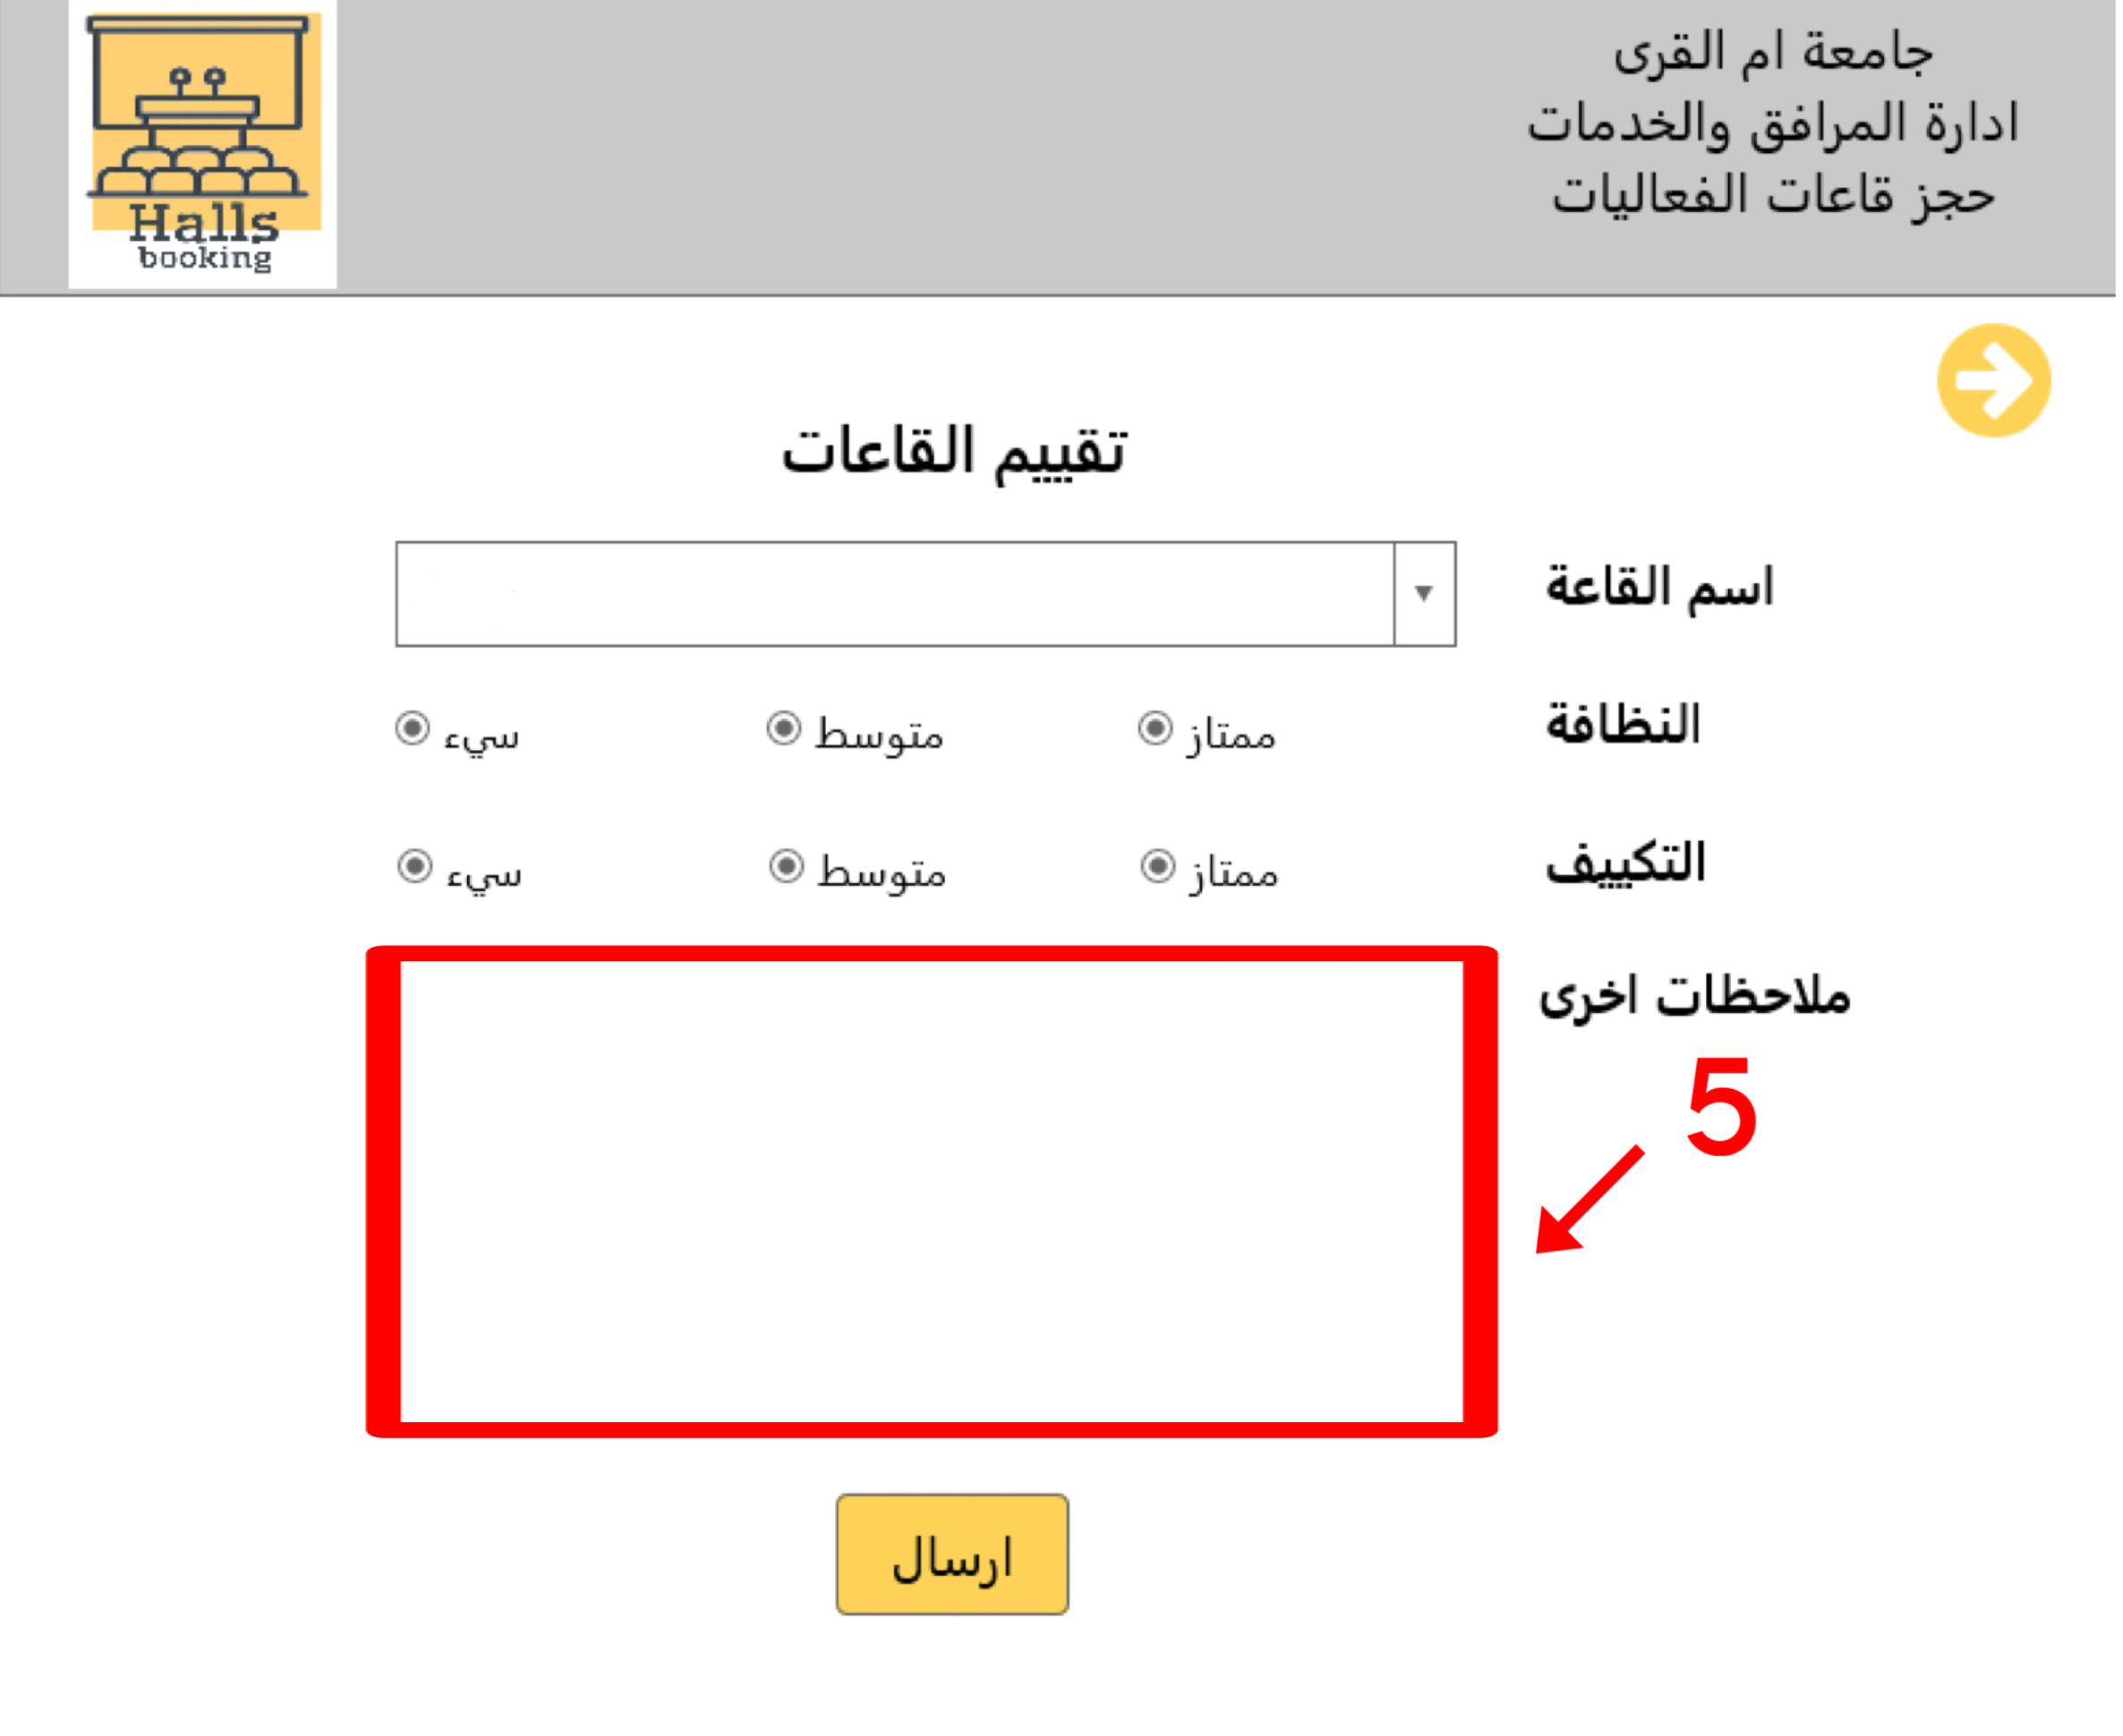 جامعة ام القرى
ادارة المرافق والخدمات
حجز قاعات الفعاليات
Halls
booking
تقييم القاعات
اسم القاعة
النظافة ممتاز متوسط سيء
التكييف ممتاز متوسط سيء
ملاحظات اخرى
5
ارسال